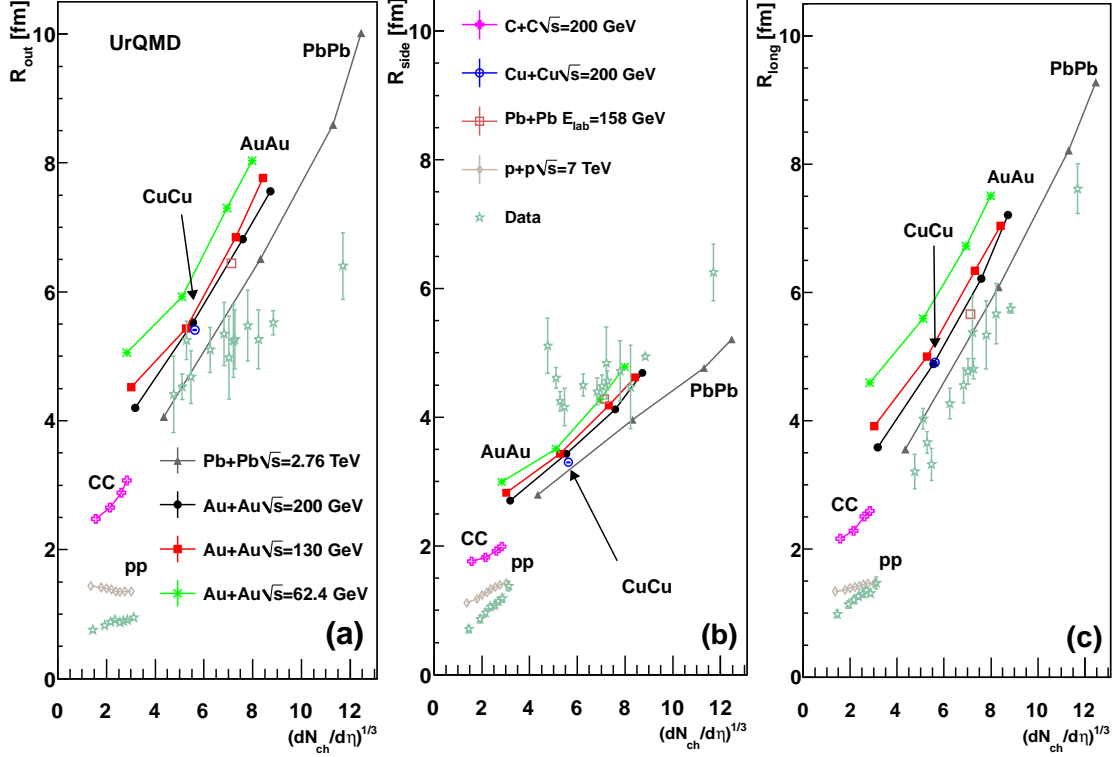 R_out [fm]
10
8
6
4
2
0
UrQMD
PbPb
AuAu
CuCu
CC
pp
Pb+Pb√s=2.76 TeV
Au+Au√s=200 GeV
Au+Au√s=130 GeV
Au+Au√s=62.4 GeV
(a)
0 2 4 6 8 10 12
(dN_ch/dη)^1/3
R_side [fm]
10
8
6
4
2
0
C+C√s=200 GeV
Cu+Cu√s=200 GeV
Pb+Pb E_lab=158 GeV
p+p√s=7 TeV
Data
PbPb
AuAu
CC
pp
CuCu
(b)
0 2 4 6 8 10 12
(dN_ch/dη)^1/3
R_long [fm]
10
8
6
4
2
0
PbPb
AuAu
CuCu
CC
pp
(c)
0 2 4 6 8 10 12
(dN_ch/dη)^1/3